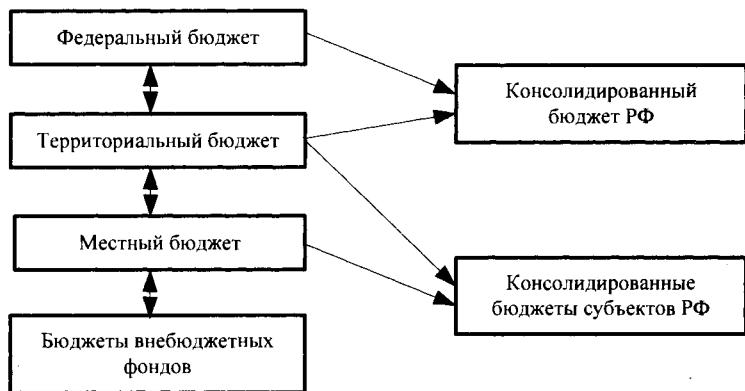 Федеральный бюджет
Территориальный бюджет
Местный бюджет
Бюджеты внебюджетных
фондов
Консолидированный
бюджет РФ
Консолидированные
бюджеты субъектов РФ